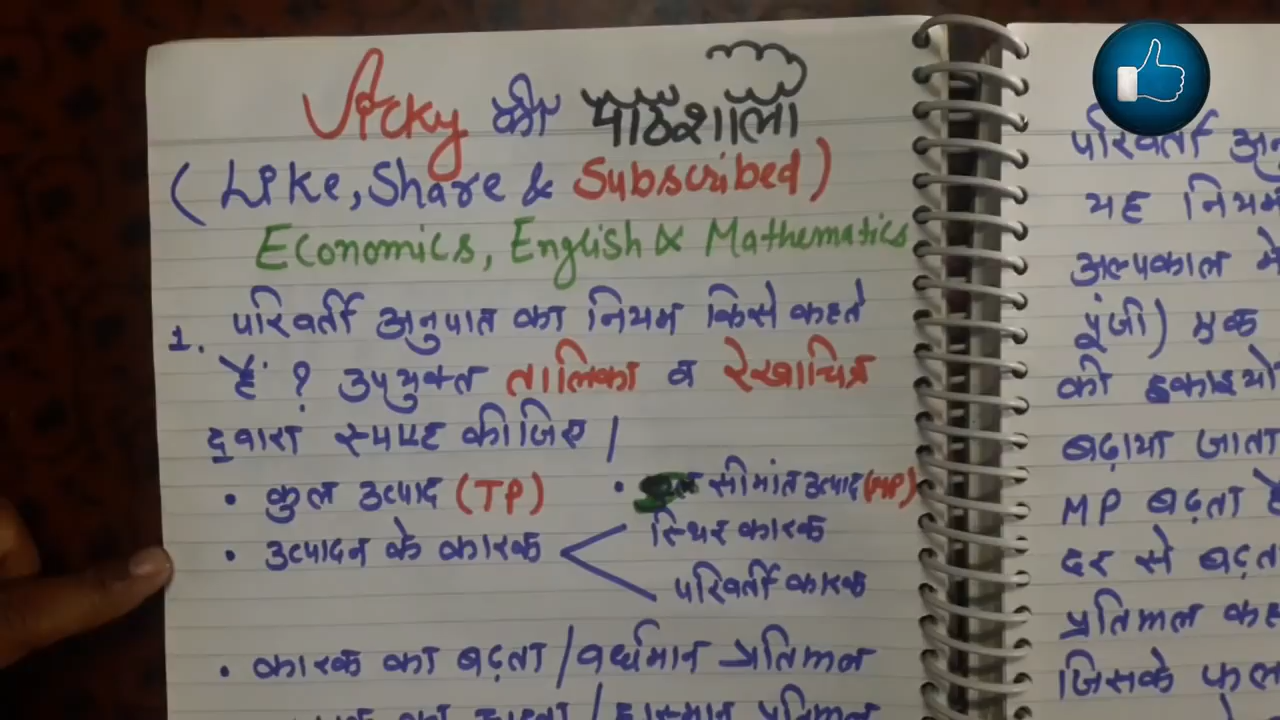 Vicky की पाठशाला
(Like, Share & Subscribed)
Economics, English & Mathematics
1. परिवर्ती अनुपात का नियम किसे कहते
हैं ? उपयुक्त तालिका व रेखाचित्र
द्वारा स्पष्ट कीजिए |
• कुल उत्पाद (TP) • सीमांत उत्पाद (MP)
• उत्पादन के कारक
स्थिर कारक
परिवर्ती कारक
• कारक का बढ़ता / वर्धमान प्रतिफल
/ ह्रासमान प्रतिफल
परिवर्ती
यह नियम
अल्पकाल में
पूंजी) एक
की इकाइयों
बढ़ाया जाता
MP बढ़ता है
दर से बढ़ता
प्रतिफल
जिसके